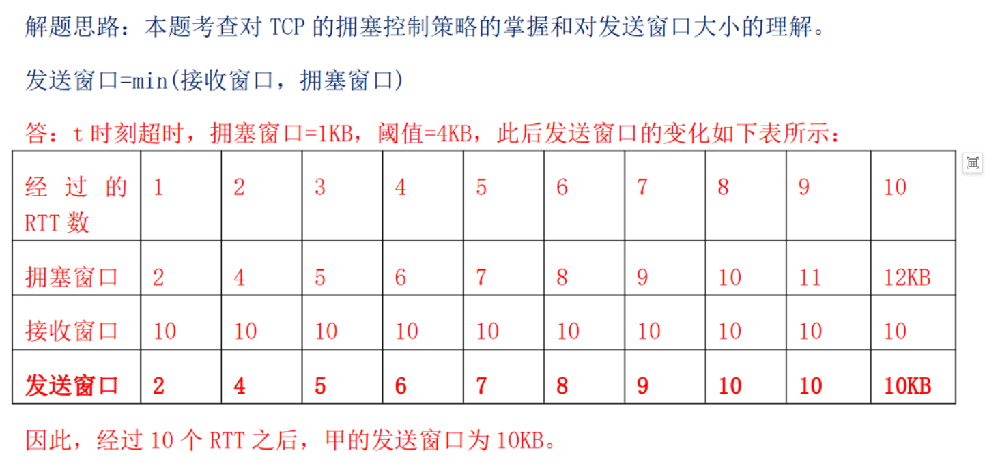 解题思路：本题考查对 TCP 的拥塞控制策略的掌握和对发送窗口大小的理解。
发送窗口=min(接收窗口，拥塞窗口)
答：t 时刻超时，拥塞窗口=1KB，阈值=4KB，此后发送窗口的变化如下表所示：
经过的RTT 数 1 2 3 4 5 6 7 8 9 10
拥塞窗口 2 4 5 6 7 8 9 10 11 12KB
接收窗口 10 10 10 10 10 10 10 10 10 10
发送窗口 2 4 5 6 7 8 9 10 10 10KB
因此，经过 10 个 RTT 之后，甲的发送窗口为 10KB。